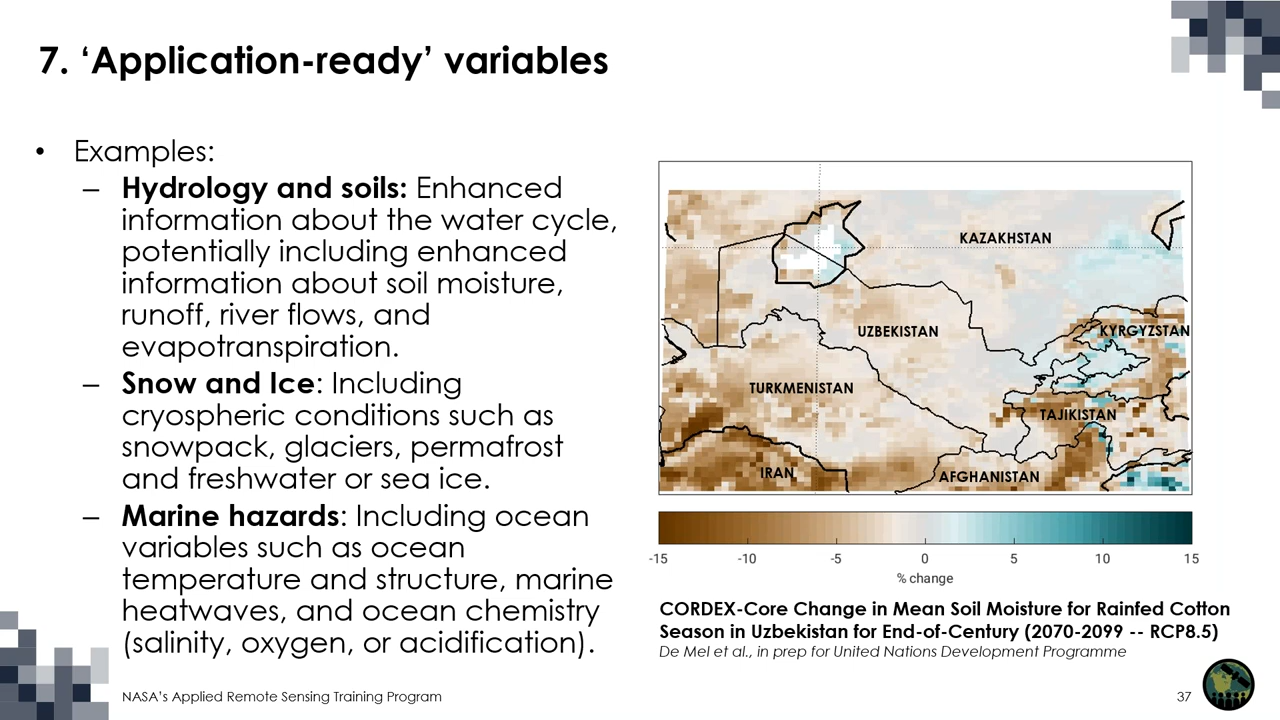 7. ‘Application-ready’ variables
• Examples:
– Hydrology and soils: Enhanced
information about the water cycle,
potentially including enhanced
information about soil moisture,
runoff, river flows, and
evapotranspiration.
– Snow and Ice: Including
cryospheric conditions such as
snowpack, glaciers, permafrost
and freshwater or sea ice.
– Marine hazards: Including ocean
variables such as ocean
temperature and structure, marine
heatwaves, and ocean chemistry
(salinity, oxygen, or acidification).
KAZAKHSTAN
UZBEKISTAN
KYRGYZSTAN
TURKMENISTAN
TAJIKISTAN
IRAN
AFGHANISTAN
-15 -10 -5 0 5 10 15
% change
CORDEX-Core Change in Mean Soil Moisture for Rainfed Cotton
Season in Uzbekistan for End-of-Century (2070-2099 -- RCP8.5)
De Mel et al., in prep for United Nations Development Programme
NASA’s Applied Remote Sensing Training Program
37